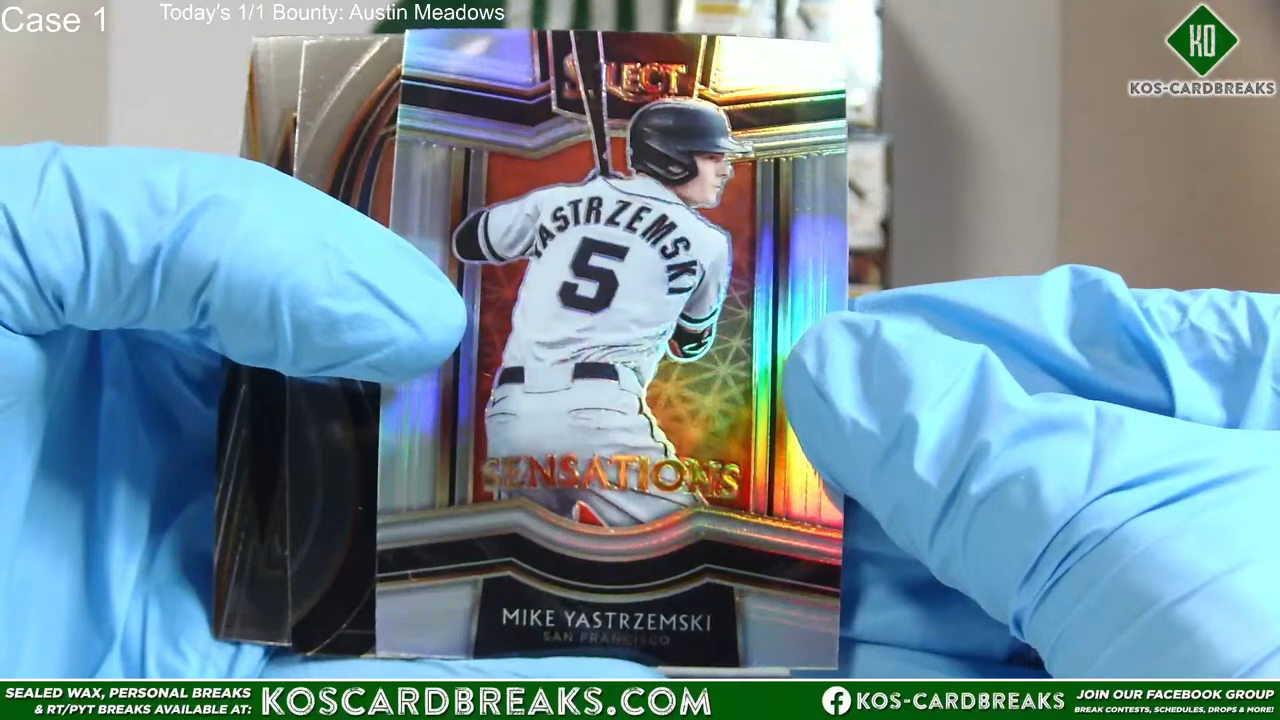 Case 1
Today's 1/1 Bounty: Austin Meadows
KO
KOS-CARDBREAKS
SELECT
YASTRZEMSKI
5
SENSATIONS
MIKE YASTRZEMSKI
SAN FRANCISCO
SEALED WAX, PERSONAL BREAKS
& RT/PYT BREAKS AVAILABLE AT:
KOSCARDBREAKS.COM
KOS-CARDBREAKS
JOIN OUR FACEBOOK GROUP
BREAK CONTESTS, SCHEDULES, DROPS & MORE!